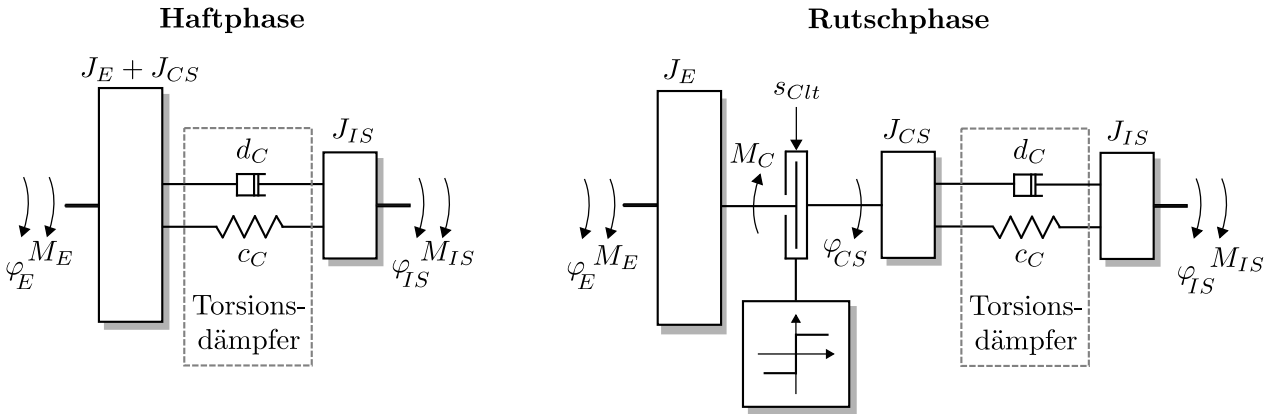 Haftphase
J_E + J_CS
J_IS
d_C
φ_E
M_E
c_C
φ_IS
M_IS
Torsions-
dämpfer
Rutschphase
J_E
s_Clt
M_C
J_CS
d_C
J_IS
φ_E
M_E
φ_CS
c_C
φ_IS
M_IS
Torsions-
dämpfer